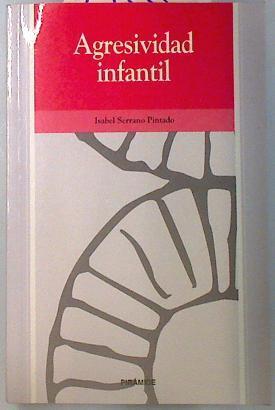 Agresividad
infantil
Isabel Serrano Pintado
PIRÁMIDE